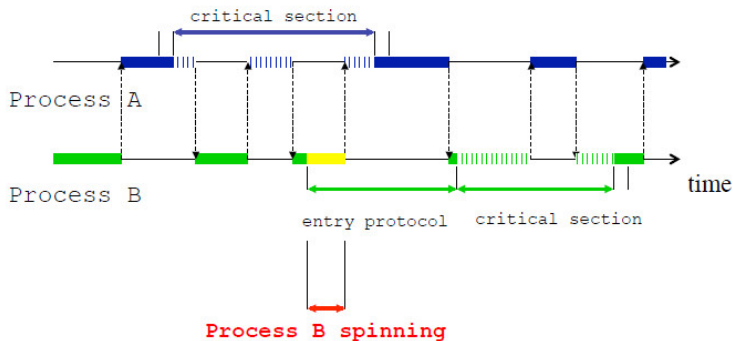 critical section
Process A
Process B
time
entry protocol
critical section
Process B spinning